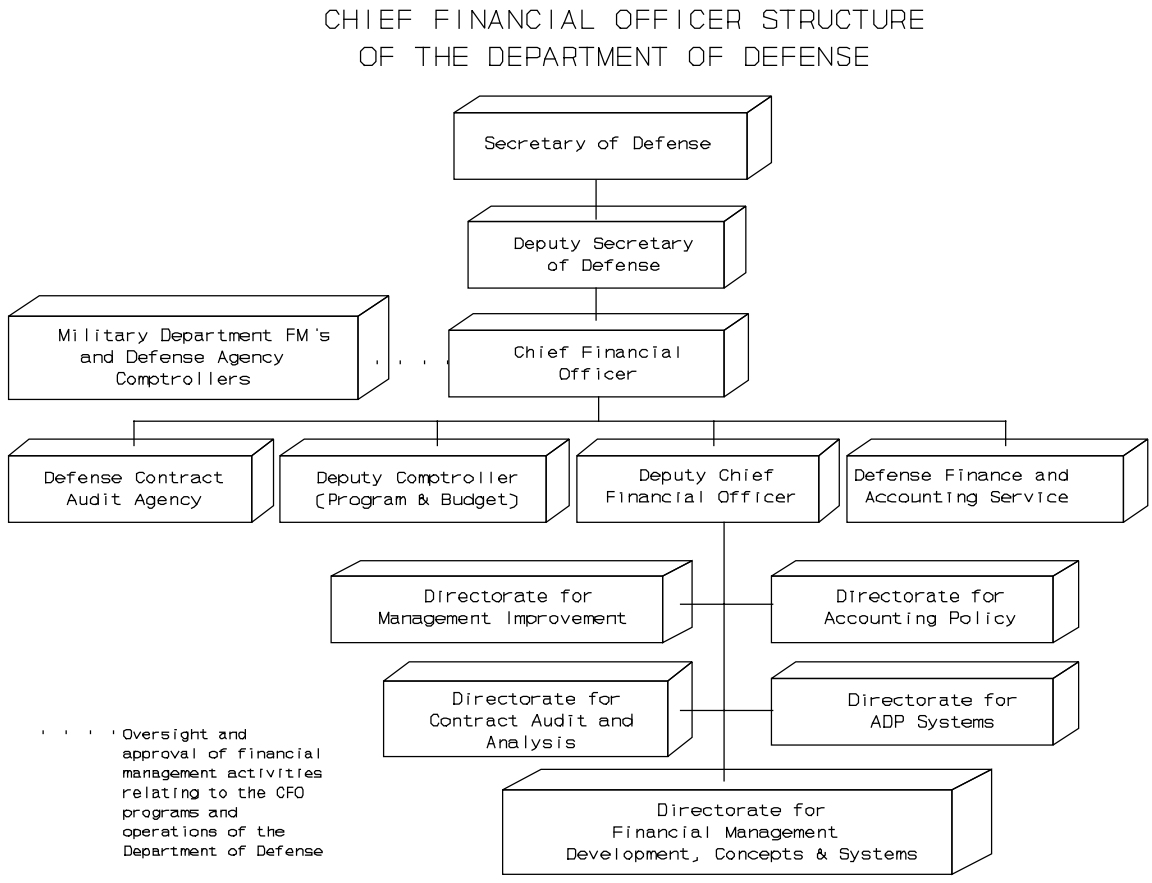 CHIEF FINANCIAL OFFICER STRUCTURE
OF THE DEPARTMENT OF DEFENSE
Secretary of Defense
Deputy Secretary
of Defense
Military Department FM's
and Defense Agency
Comptrollers
Chief Financial
Officer
Defense Contract
Audit Agency
Deputy Comptroller
(Program & Budget)
Deputy Chief
Financial Officer
Defense Finance and
Accounting Service
Directorate for
Management Improvement
Directorate for
Accounting Policy
Directorate for
Contract Audit and
Analysis
Directorate for
ADP Systems
Oversight and
approval of financial
management activities
relating to the CFO
programs and
operations of the
Department of Defense
Directorate for
Financial Management
Development, Concepts & Systems